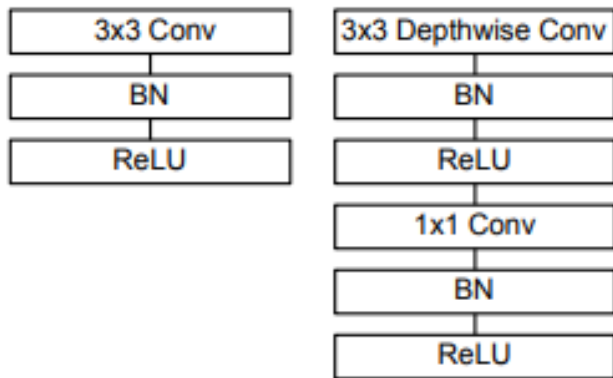 3x3 Conv
BN
ReLU
3x3 Depthwise Conv
BN
ReLU
1x1 Conv
BN
ReLU